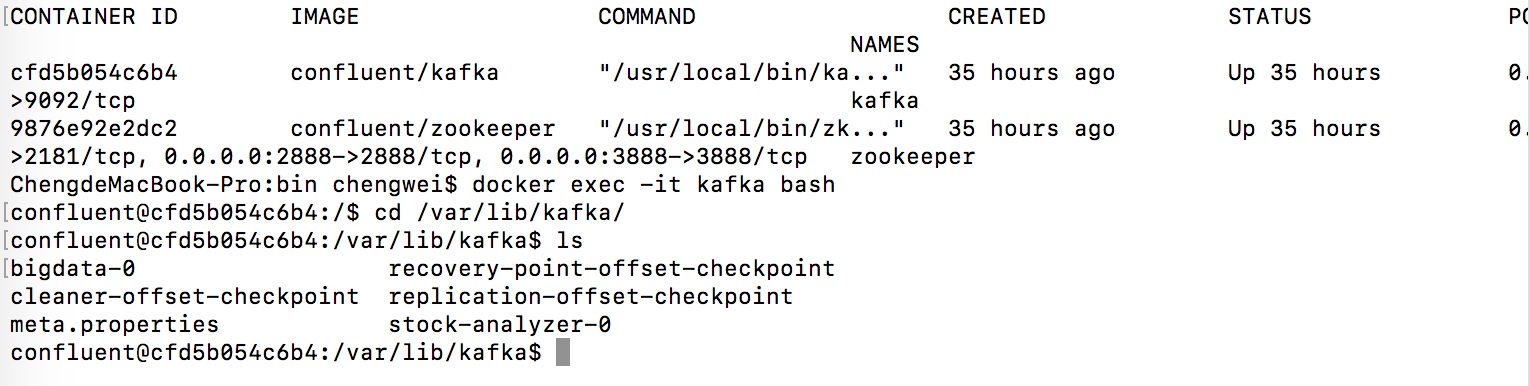 [CONTAINER ID        IMAGE               COMMAND                  CREATED             STATUS              PO
NAMES
cfd5b054c6b4        confluent/kafka       "/usr/local/bin/ka..."   35 hours ago        Up 35 hours         0.
>9092/tcp                                                   kafka
9876e92e2dc2        confluent/zookeeper   "/usr/local/bin/zk..."   35 hours ago        Up 35 hours         0.
>2181/tcp, 0.0.0.0:2888->2888/tcp, 0.0.0.0:3888->3888/tcp   zookeeper
ChengdeMacBook-Pro:bin chengwei$ docker exec -it kafka bash
[confluent@cfd5b054c6b4:/$ cd /var/lib/kafka/
[confluent@cfd5b054c6b4:/var/lib/kafka$ ls
[bigdata-0                  recovery-point-offset-checkpoint
cleaner-offset-checkpoint  replication-offset-checkpoint
meta.properties            stock-analyzer-0
confluent@cfd5b054c6b4:/var/lib/kafka$